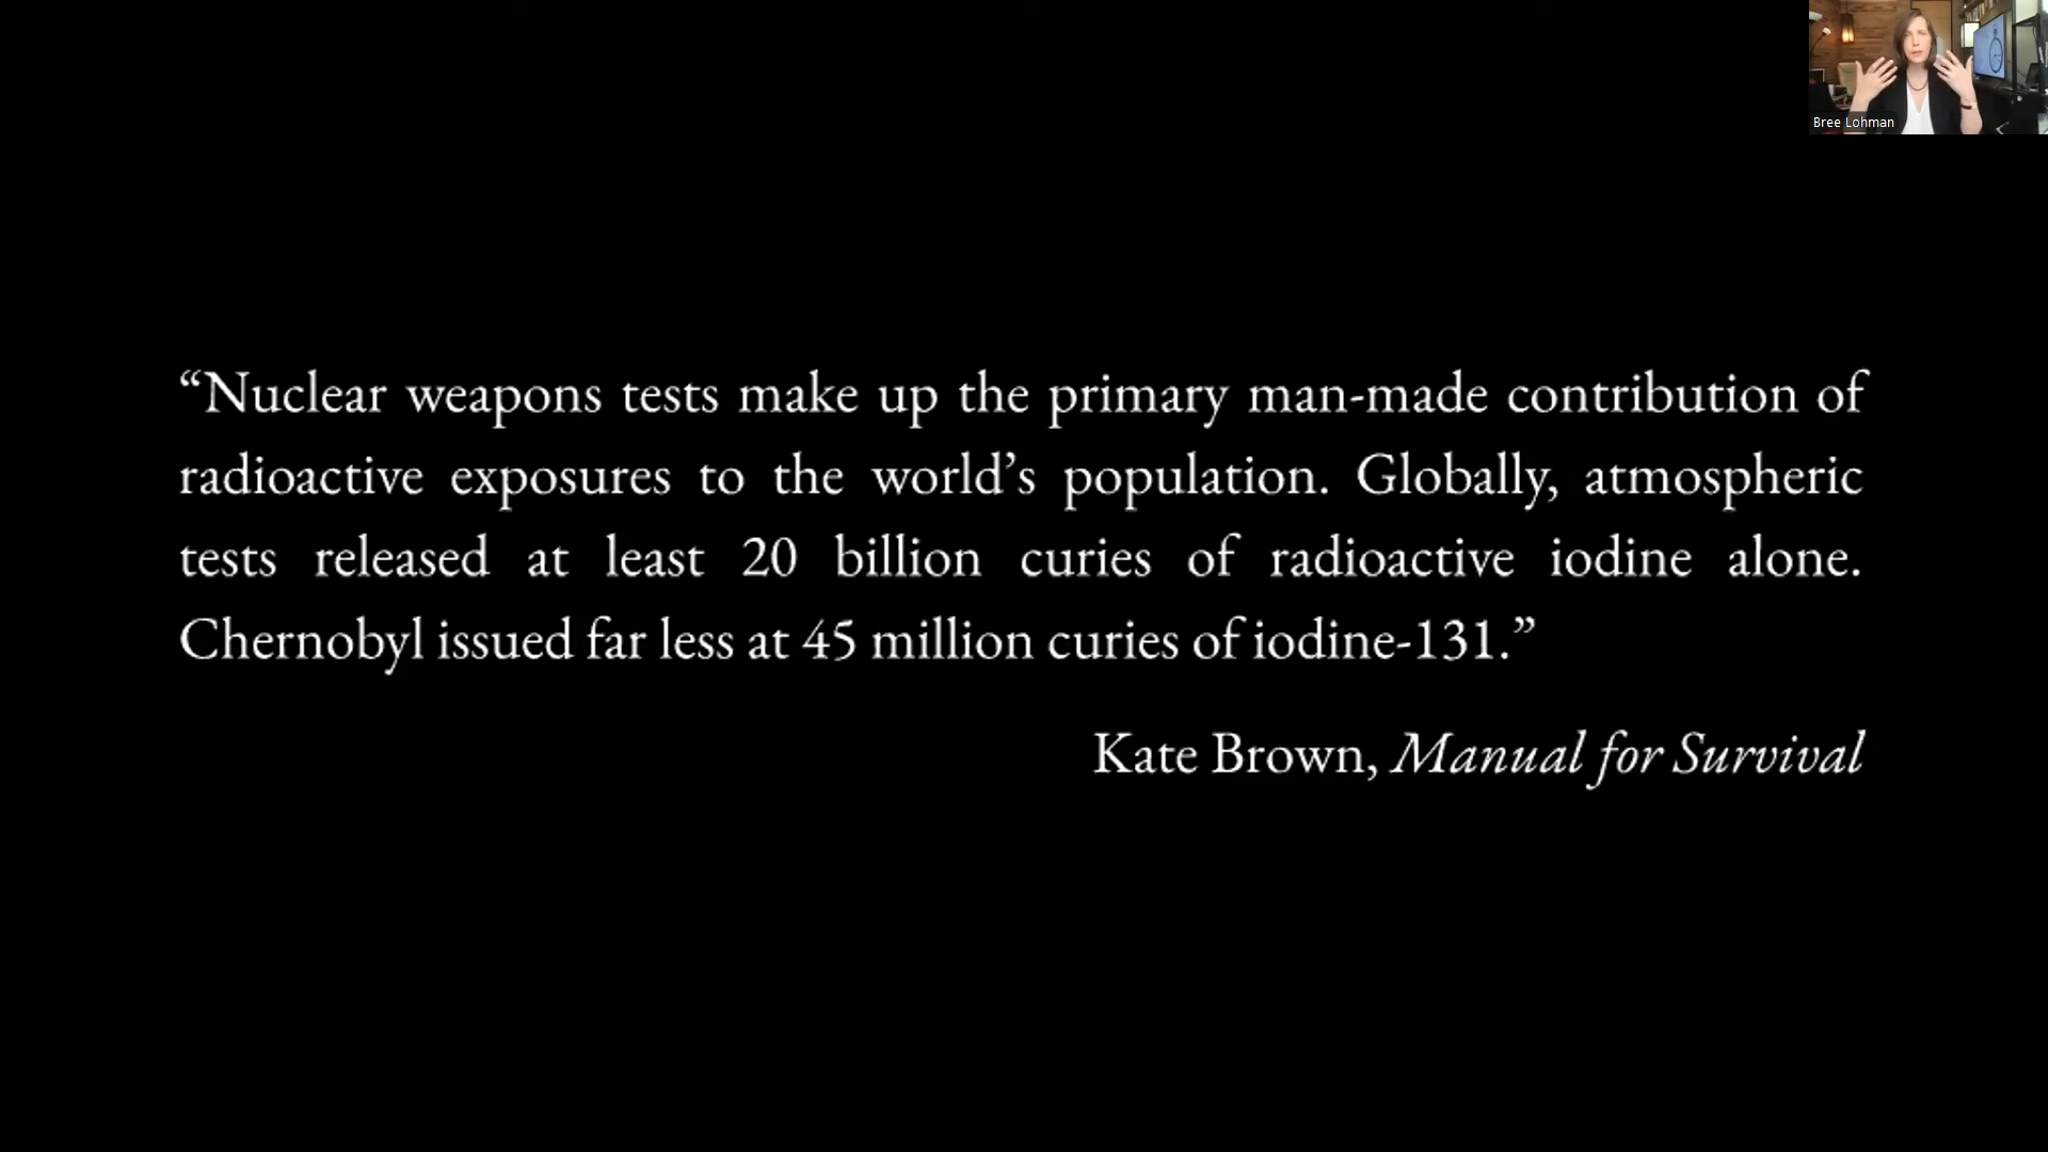 Bree Lohman
“Nuclear weapons tests make up the primary man-made contribution of
radioactive exposures to the world’s population. Globally, atmospheric
tests released at least 20 billion curies of radioactive iodine alone.
Chernobyl issued far less at 45 million curies of iodine-131.”
Kate Brown, Manual for Survival